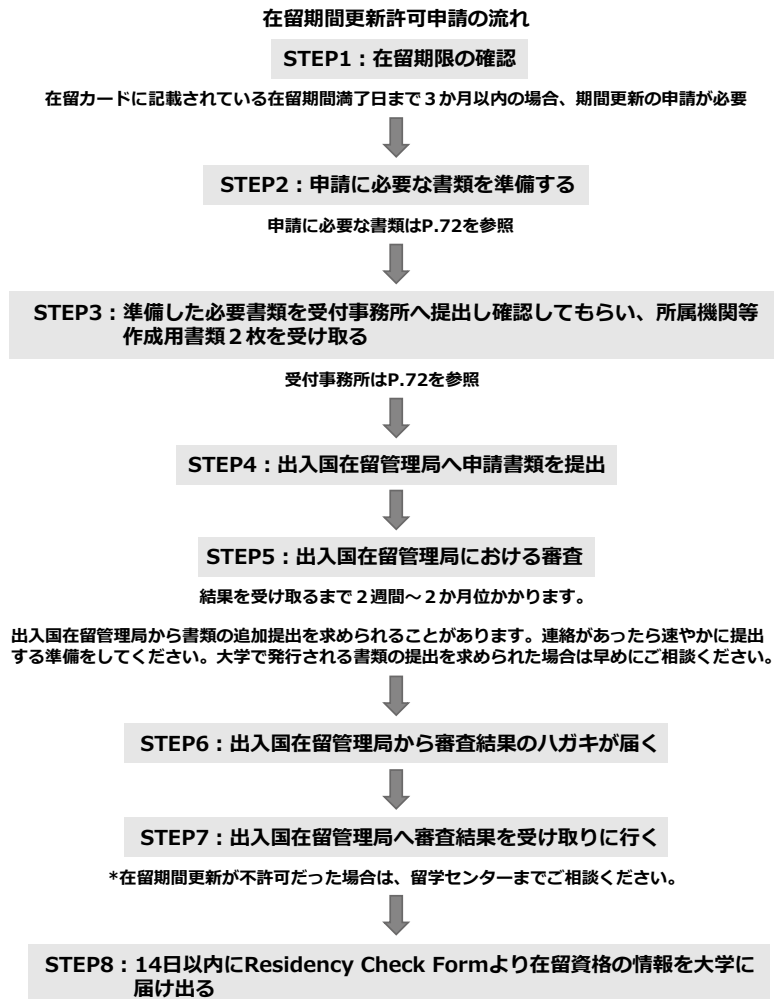 在留期間更新許可申請の流れ
STEP1：在留期限の確認
在留カードに記載されている在留期間満了日まで３か月以内の場合、期間更新の申請が必要
STEP2：申請に必要な書類を準備する
申請に必要な書類はP.72を参照
STEP3：準備した必要書類を受付事務所へ提出し確認してもらい、所属機関等
作成用書類２枚を受け取る
受付事務所はP.72を参照
STEP4：出入国在留管理局へ申請書類を提出
STEP5：出入国在留管理局における審査
結果を受け取るまで２週間～２か月位かかります。
出入国在留管理局から書類の追加提出を求められることがあります。連絡があったら速やかに提出
する準備をしてください。大学で発行される書類の提出を求められた場合は早めにご相談ください。
STEP6：出入国在留管理局から審査結果のハガキが届く
STEP7：出入国在留管理局へ審査結果を受け取りに行く
*在留期間更新が不許可だった場合は、留学センターまでご相談ください。
STEP8：14日以内にResidency Check Formより在留資格の情報を大学に
届け出る